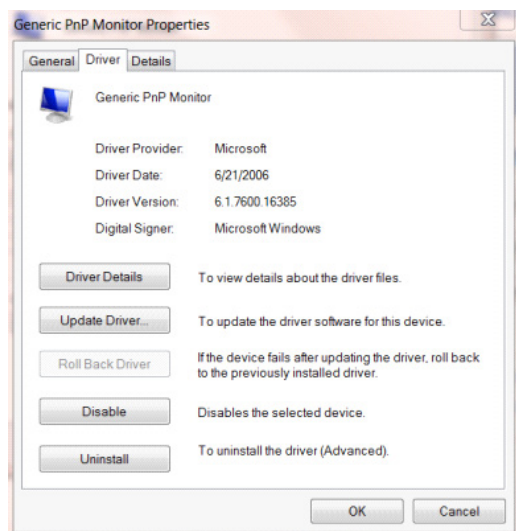 Generic PnP Monitor Properties
General Driver Details
Generic PnP Monitor
Driver Provider: Microsoft
Driver Date: 6/21/2006
Driver Version: 6.1.7600.16385
Digital Signer: Microsoft Windows
Driver Details To view details about the driver files.
Update Driver... To update the driver software for this device.
Roll Back Driver If the device fails after updating the driver, roll back
to the previously installed driver.
Disable Disables the selected device.
Uninstall To uninstall the driver (Advanced).
OK Cancel